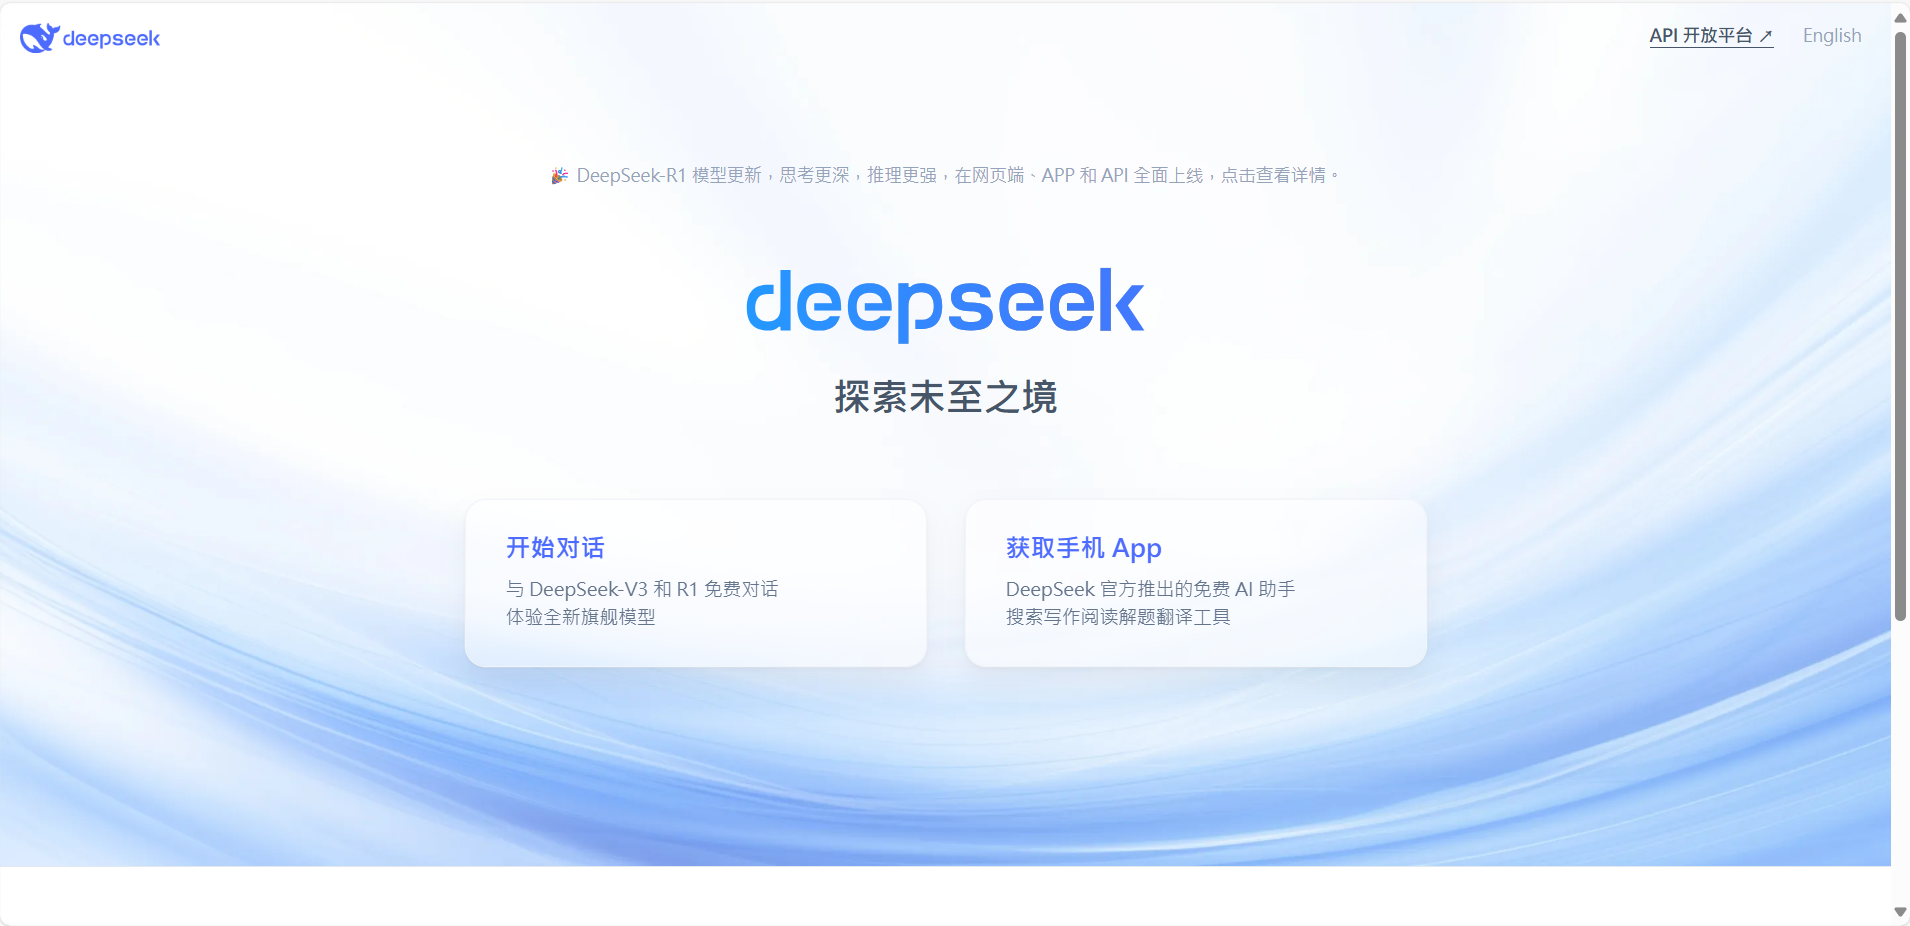 deepseek
API 开放平台 ↗
English
🎉 DeepSeek-R1 模型更新，思考更深，推理更强，在网页端、APP 和 API 全面上线，点击查看详情。
deepseek
探索未至之境
开始对话
与 DeepSeek-V3 和 R1 免费对话
体验全新旗舰模型
获取手机 App
DeepSeek 官方推出的免费 AI 助手
搜索写作阅读解题翻译工具